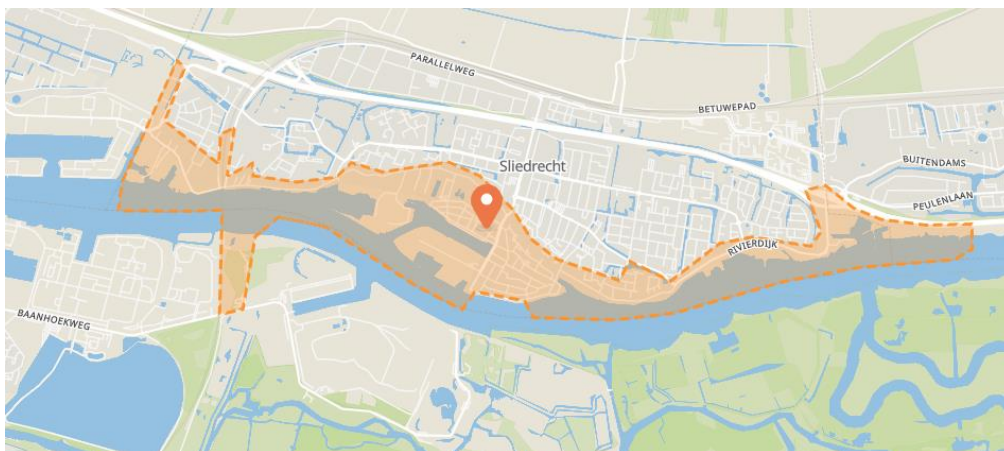 PARALLELWEG
BETUWEPAD
Sliedrecht
BUITENDAMS
PEULENLAAN
RIVIERDIJK
BAANHOEKWEG